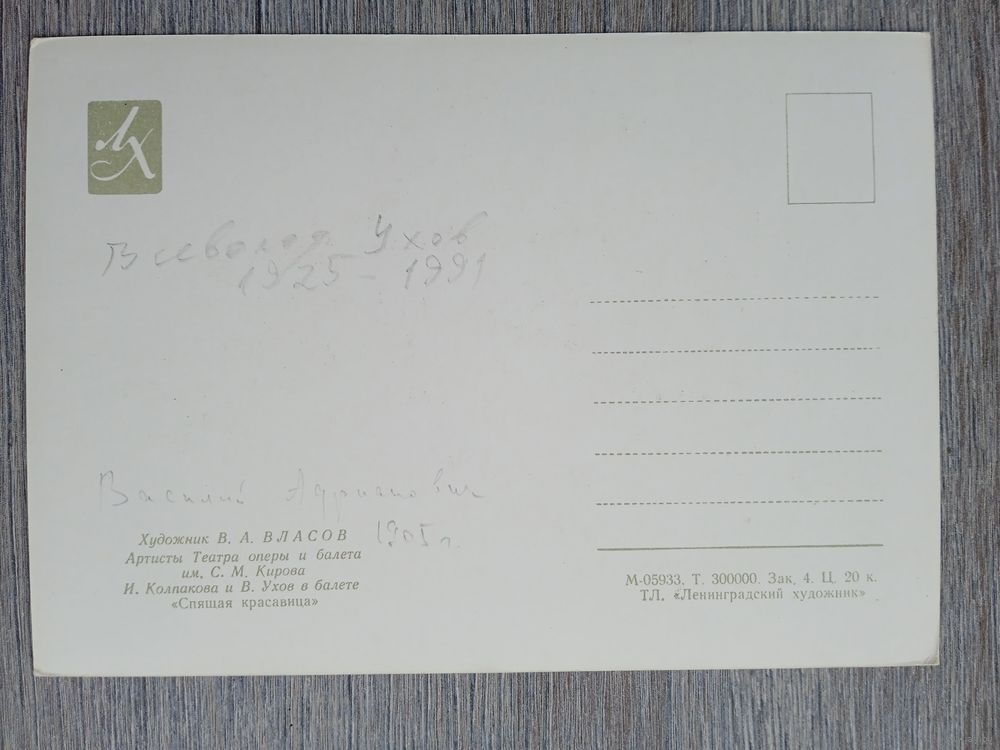 ЛХ
Всеволод Ухов
1925 - 1991
Василий Адрианович
1905 г.
Художник В. А. ВЛАСОВ
Артисты Театра оперы и балета
им. С. М. Кирова
И. Колпакова и В. Ухов в балете
«Спящая красавица»
М-05933. Т. 300000. Зак. 4. Ц. 20 к.
ТЛ. «Ленинградский художник»